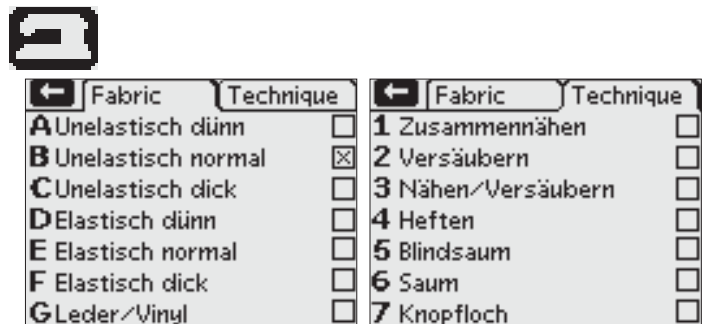 Fabric Technique
A Unelastisch dünn
B Unelastisch normal
C Unelastisch dick
D Elastisch dünn
E Elastisch normal
F Elastisch dick
G Leder/Vinyl
Fabric Technique
1 Zusammennähen
2 Versäubern
3 Nähen/Versäubern
4 Heften
5 Blindsaum
6 Saum
7 Knopfloch